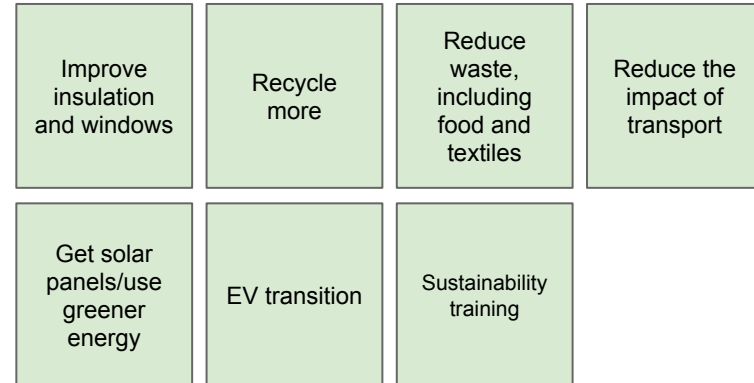 Improve
insulation
and windows
Recycle
more
Reduce
waste,
including
food and
textiles
Reduce the
impact of
transport
Get solar
panels/use
greener
energy
EV transition
Sustainability
training